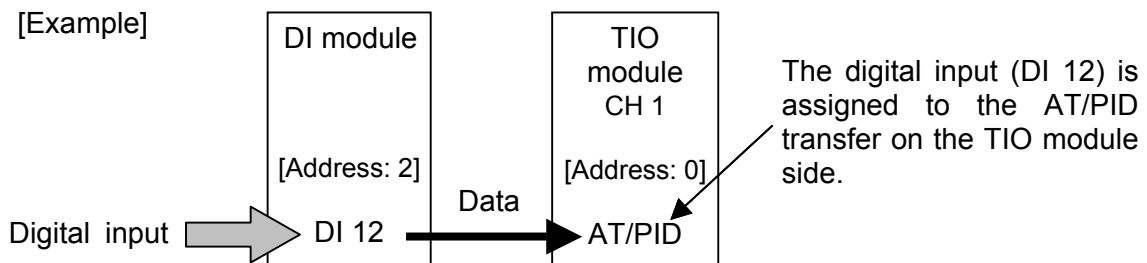 [Example]
DI module
TIO
module
CH 1
The digital input (DI 12) is
assigned to the AT/PID
transfer on the TIO module
side.
[Address: 2]
[Address: 0]
Data
Digital input
DI 12
AT/PID